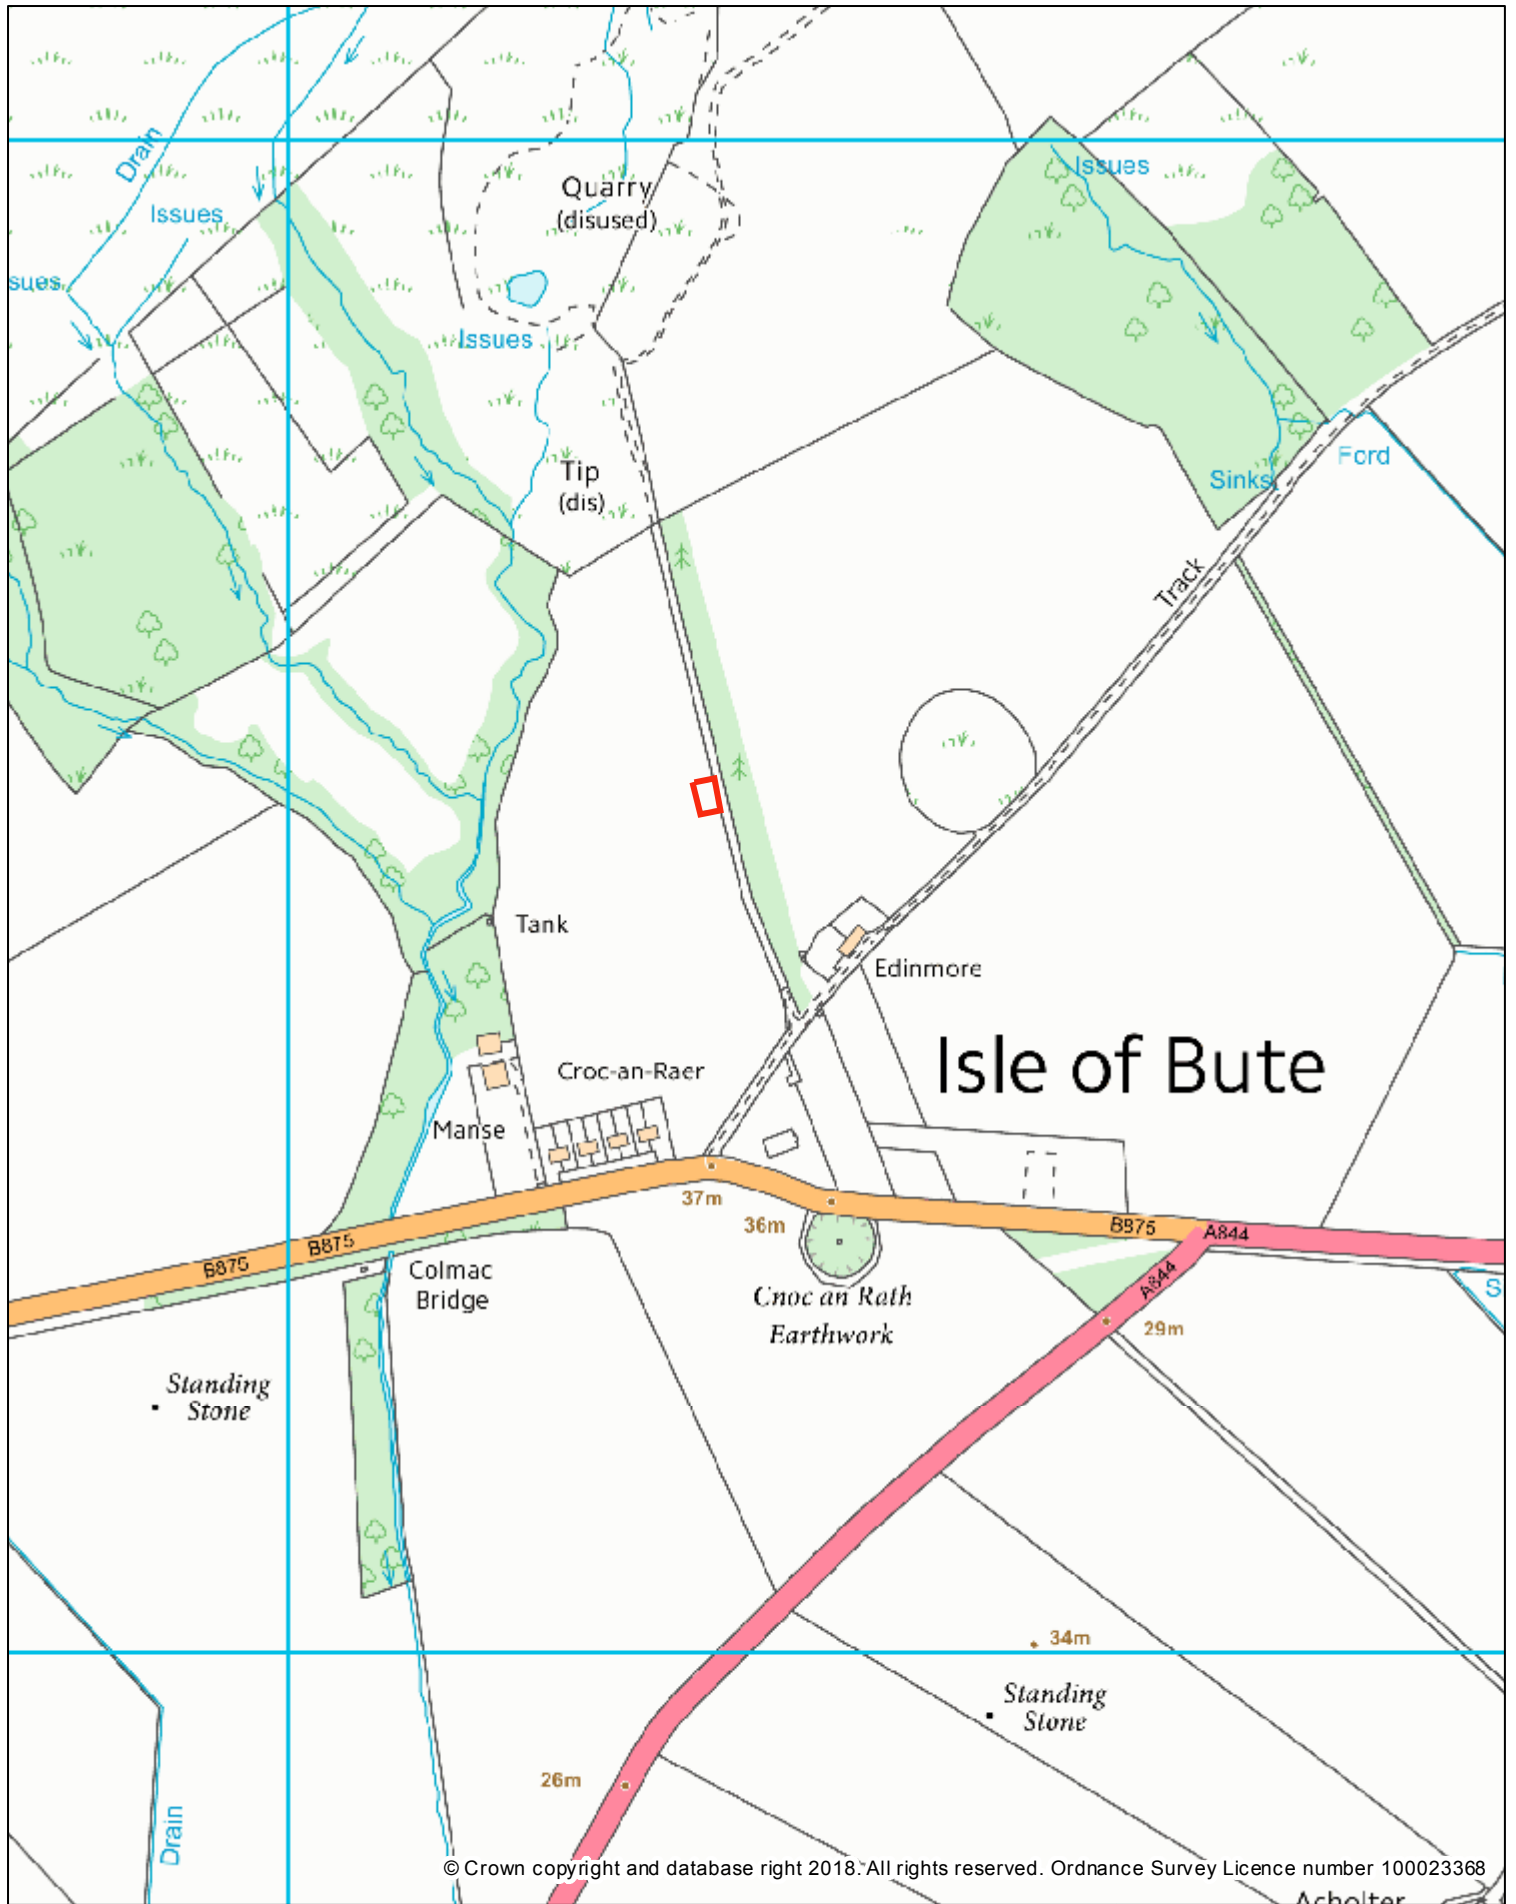 Drain
Issues
Quarry
(disused)
Issues
sues
Issues
Ford
Sinks
Tip
(dis)
Track
Tank
Edinmore
Isle of Bute
Croc-an-Raer
Manse
37m
36m
B875
A844
B875
B875
Colmac
Bridge
A844
S
Cnoc an Rath
Earthwork
29m
Standing
Stone
34m
Standing
Stone
26m
Drain
© Crown copyright and database right 2018. All rights reserved. Ordnance Survey Licence number 100023368